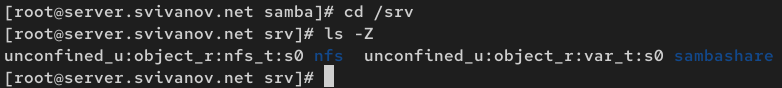 [root@server.svivanov.net samba]# cd /srv
[root@server.svivanov.net srv]# ls -Z
unconfined_u:object_r:nfs_t:s0 nfs  unconfined_u:object_r:var_t:s0 sambashare
[root@server.svivanov.net srv]#